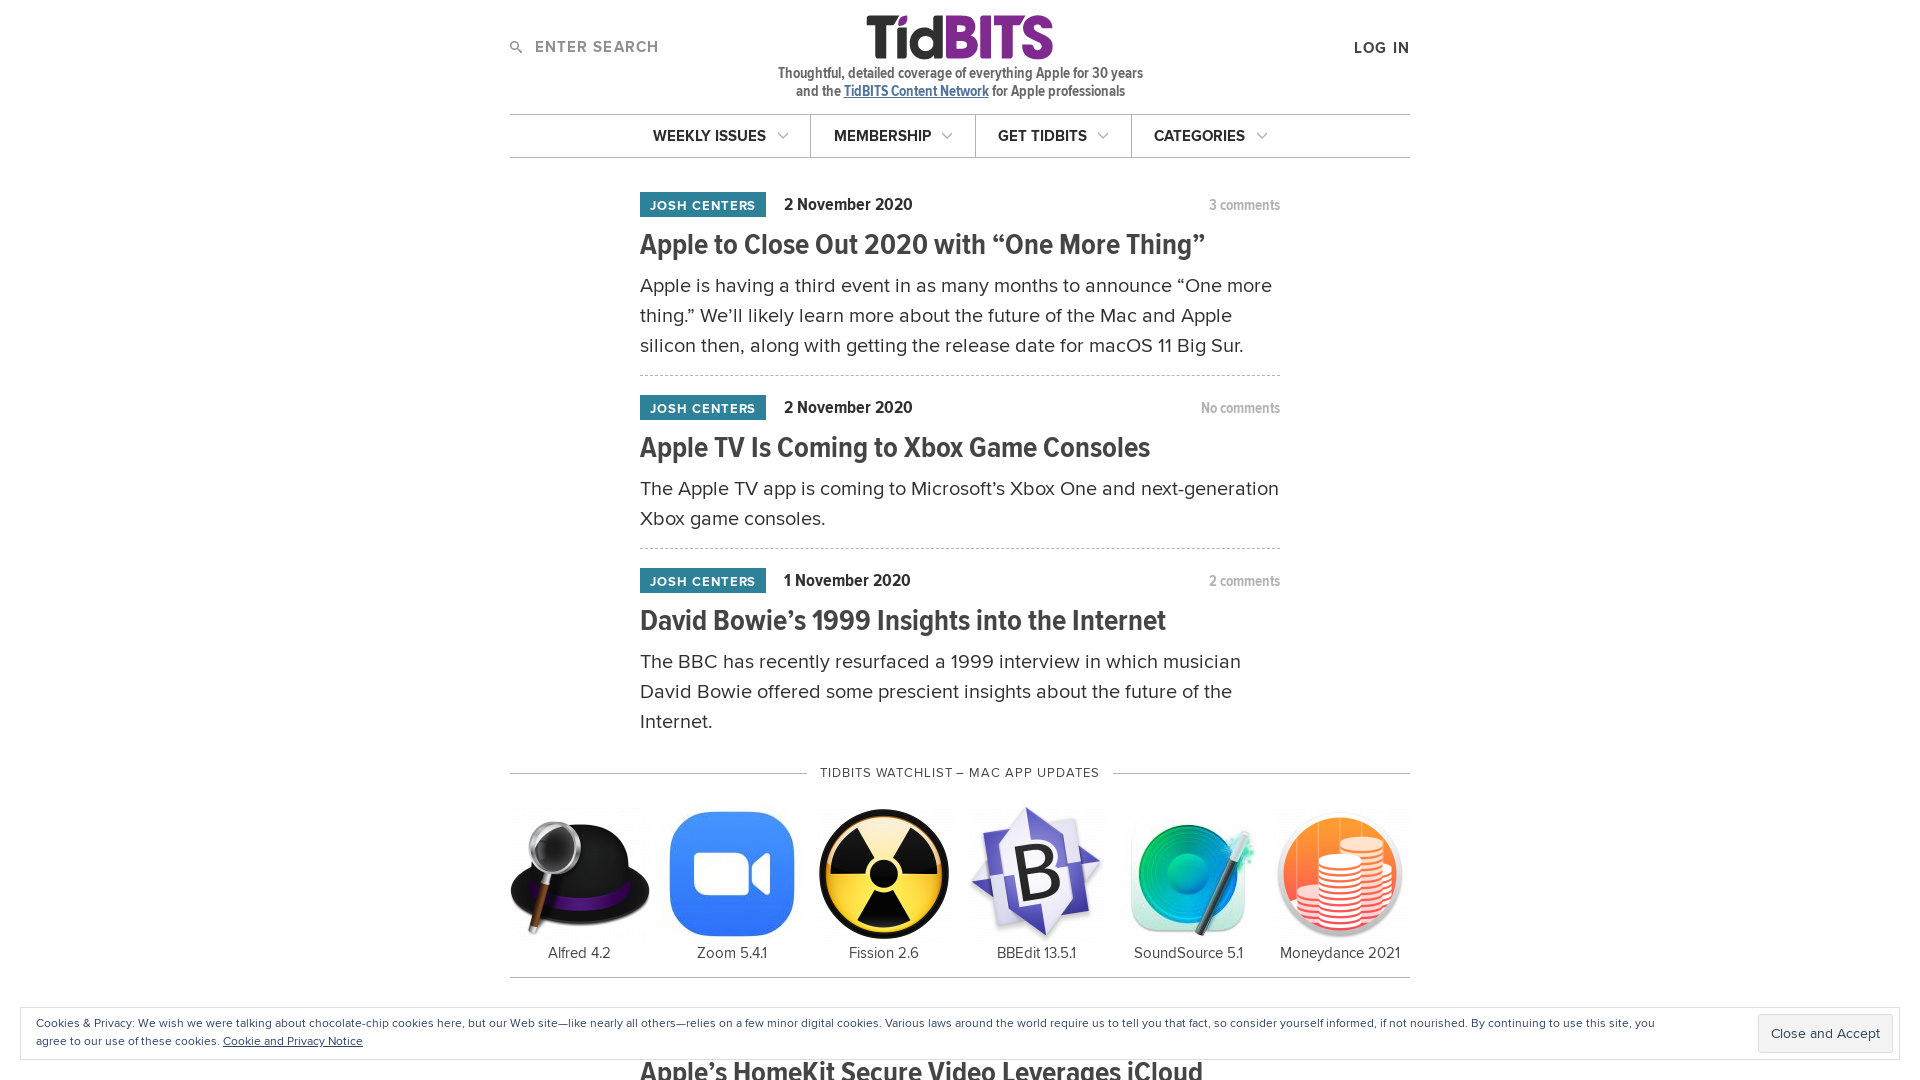 ENTER SEARCH
TidBITS
LOG IN
Thoughtful, detailed coverage of everything Apple for 30 years
and the TidBITS Content Network for Apple professionals
WEEKLY ISSUES
MEMBERSHIP
GET TIDBITS
CATEGORIES
JOSH CENTERS 2 November 2020 3 comments
Apple to Close Out 2020 with “One More Thing”
Apple is having a third event in as many months to announce “One more
thing.” We’ll likely learn more about the future of the Mac and Apple
silicon then, along with getting the release date for macOS 11 Big Sur.
JOSH CENTERS 2 November 2020 No comments
Apple TV Is Coming to Xbox Game Consoles
The Apple TV app is coming to Microsoft’s Xbox One and next-generation
Xbox game consoles.
JOSH CENTERS 1 November 2020 2 comments
David Bowie’s 1999 Insights into the Internet
The BBC has recently resurfaced a 1999 interview in which musician
David Bowie offered some prescient insights about the future of the
Internet.
TIDBITS WATCHLIST – MAC APP UPDATES
B
Alfred 4.2
Zoom 5.4.1
Fission 2.6
BBEdit 13.5.1
SoundSource 5.1
Moneydance 2021
Cookies & Privacy: We wish we were talking about chocolate-chip cookies here, but our Web site—like nearly all others—relies on a few minor digital cookies. Various laws around the world require us to tell you that fact, so consider yourself informed, if not nourished. By continuing to use this site, you
agree to our use of these cookies. Cookie and Privacy Notice
Close and Accept
Apple’s HomeKit Secure Video Leverages iCloud